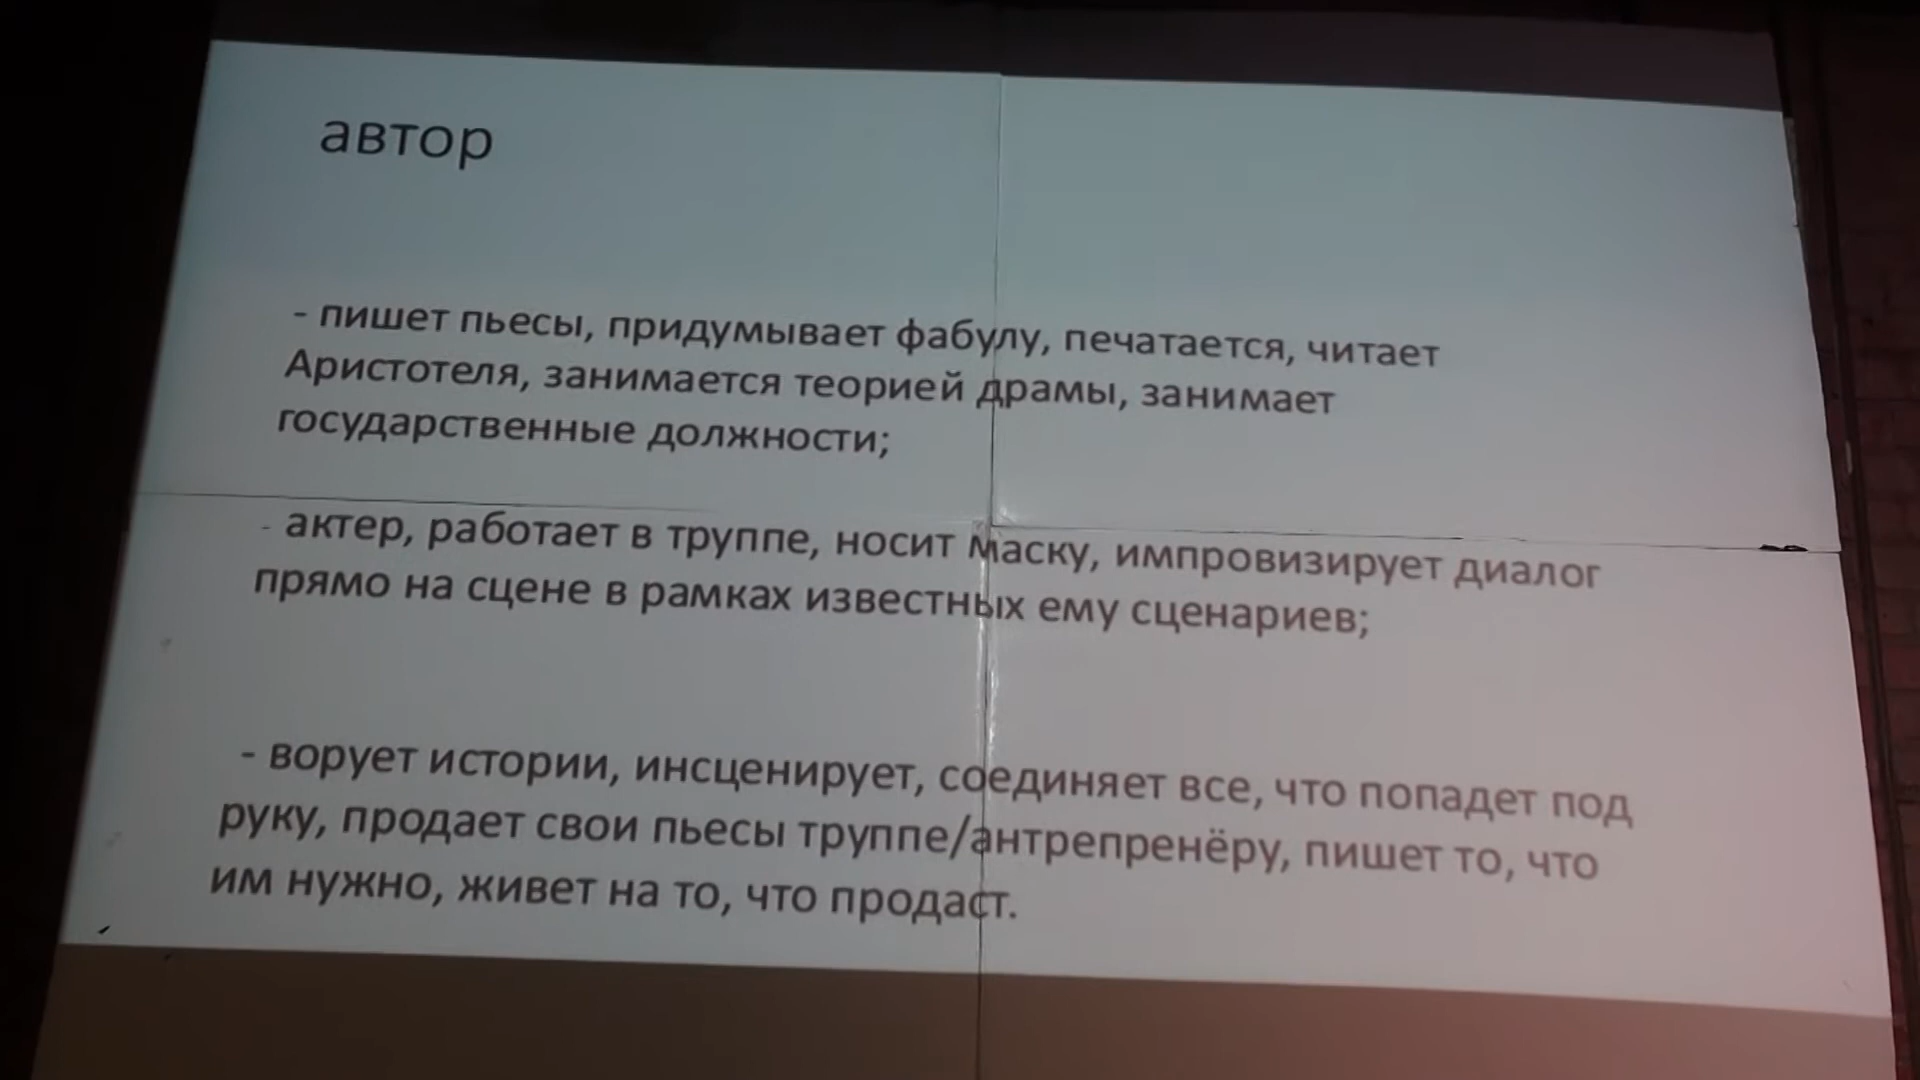 автор
- пишет пьесы, придумывает фабулу, печатается, читает
Аристотеля, занимается теорией драмы, занимает
государственные должности;
- актер, работает в труппе, носит маску, импровизирует диалог
прямо на сцене в рамках известных ему сценариев;
- ворует истории, инсценирует, соединяет все, что попадет под
руку, продает свои пьесы труппе/антрепренёру, пишет то, что
им нужно, живет на то, что продаст.